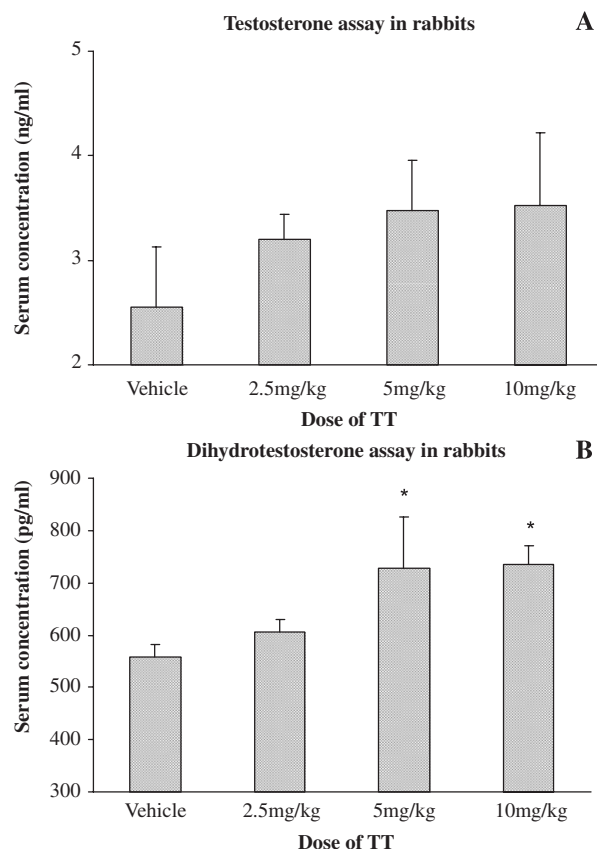 Testosterone assay in rabbits
A
5
4
3
2
Serum concentration (ng/ml)
Vehicle 2.5mg/kg 5mg/kg 10mg/kg
Dose of TT
Dihydrotestosterone assay in rabbits
B
900
800
700
600
500
400
300
Serum concentration (pg/ml)
* *
Vehicle 2.5mg/kg 5mg/kg 10mg/kg
Dose of TT